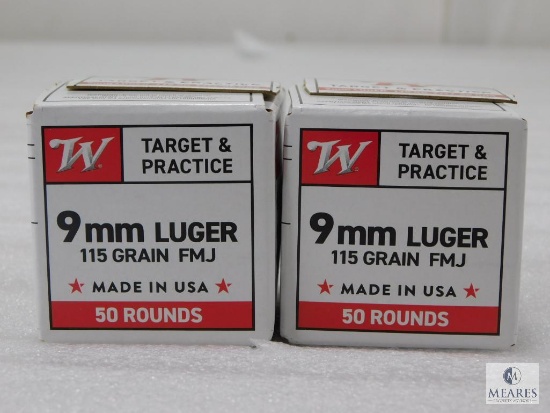 W
TARGET &
PRACTICE
9mm LUGER
115 GRAIN FMJ
★ MADE IN USA ★
50 ROUNDS
W
TARGET &
PRACTICE
9mm LUGER
115 GRAIN FMJ
★ MADE IN USA ★
50 ROUNDS
M
MEARES